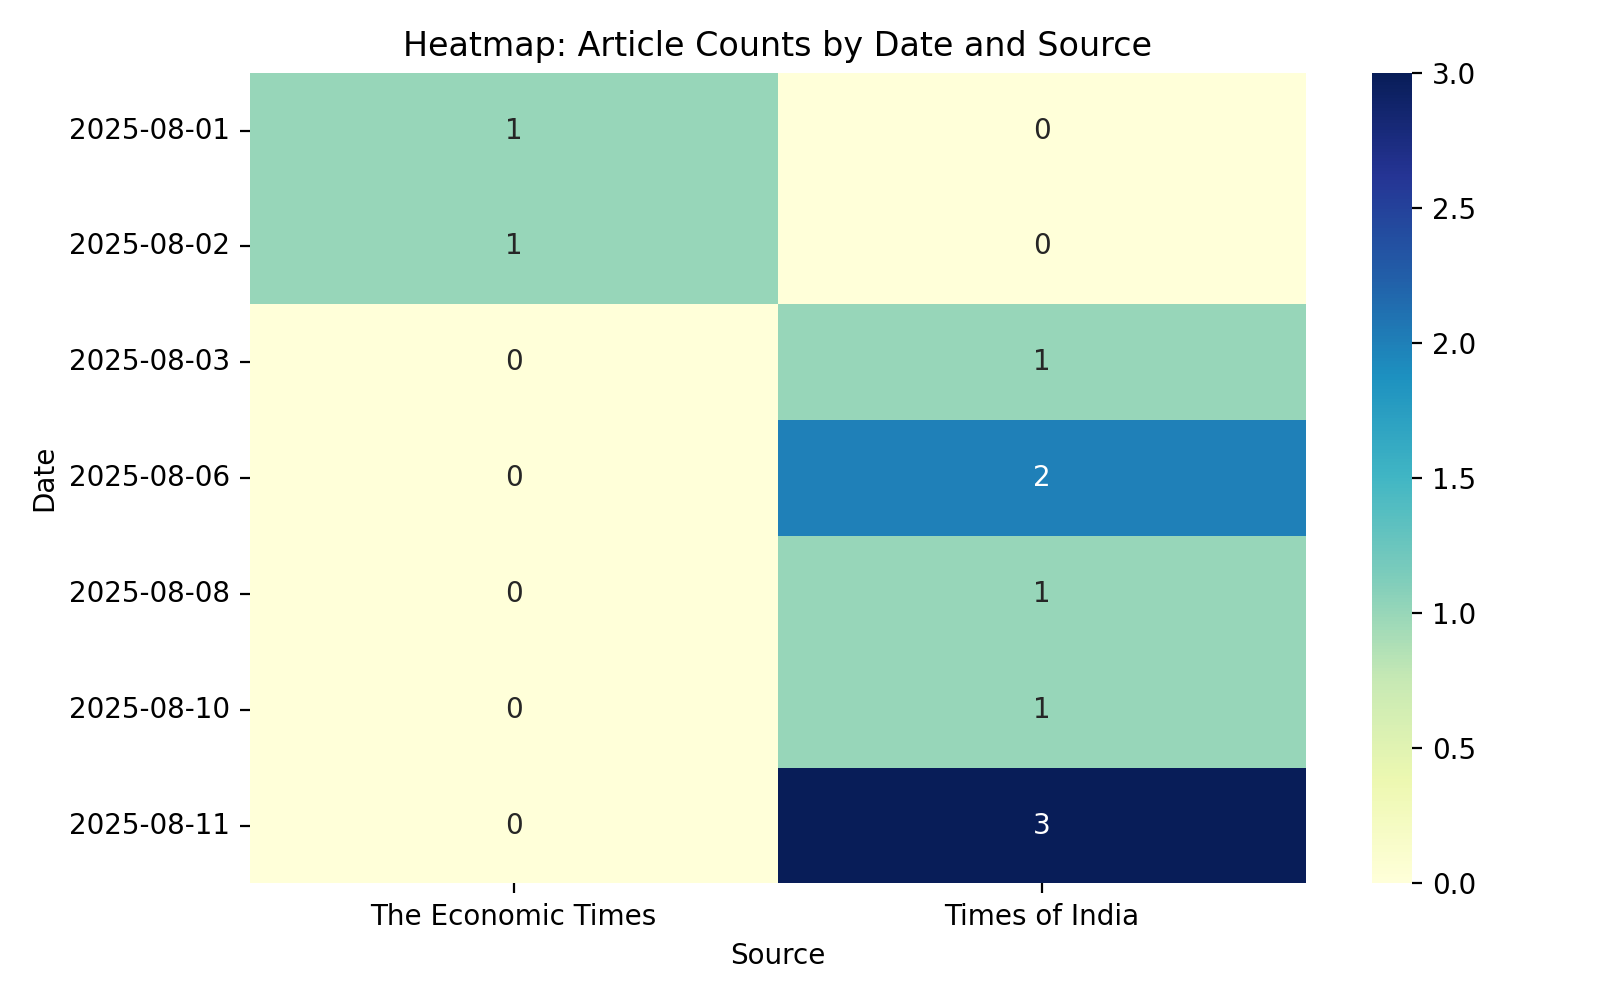 Heatmap: Article Counts by Date and Source
2025-08-01 1 0
2025-08-02 1 0
2025-08-03 0 1
2025-08-06 0 2
2025-08-08 0 1
2025-08-10 0 1
2025-08-11 0 3
Date
The Economic Times Times of India
Source
3.0
2.5
2.0
1.5
1.0
0.5
0.0